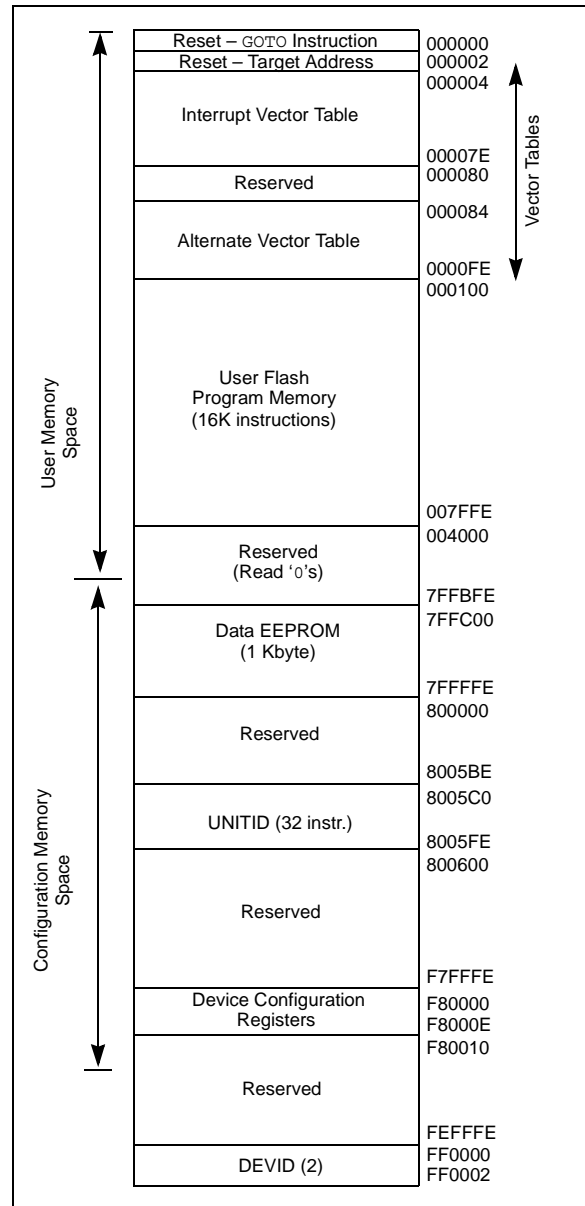 Reset – GOTO Instruction
000000
Reset – Target Address
000002
000004
Interrupt Vector Table
00007E
000080
Reserved
000084
Alternate Vector Table
0000FE
000100
Vector Tables
User Flash
Program Memory
(16K instructions)
User Memory
Space
007FFE
004000
Reserved
(Read ‘0’s)
7FFBFE
7FFC00
Data EEPROM
(1 Kbyte)
7FFFFE
800000
Reserved
8005BE
8005C0
UNITID (32 instr.)
8005FE
800600
Configuration Memory
Space
Reserved
F7FFFE
Device Configuration
Registers
F80000
F8000E
F80010
Reserved
FEFFFE
FF0000
DEVID (2)
FF0002